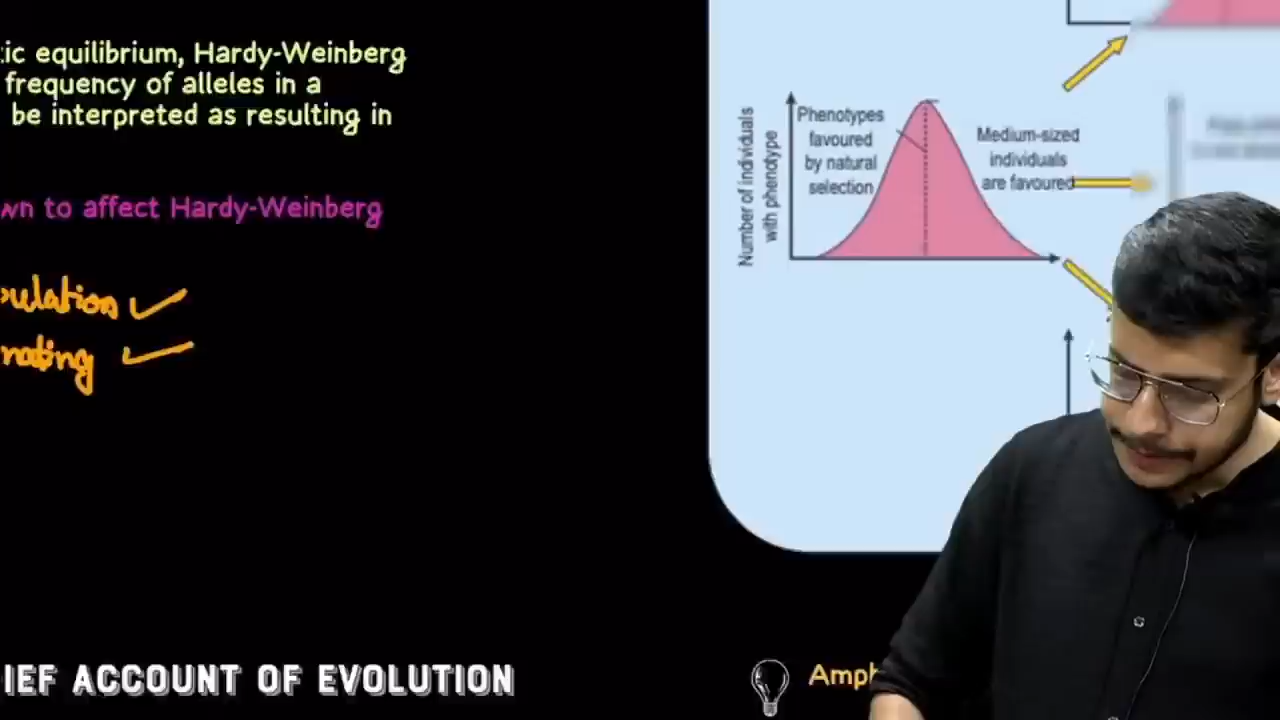 tic equilibrium, Hardy-Weinberg
frequency of alleles in a
be interpreted as resulting in
wn to affect Hardy-Weinberg
pulation
mating
Number of individuals
with phenotype
Phenotypes
favoured
by natural
selection
Medium-sized
individuals
are favoured
IEF ACCOUNT OF EVOLUTION
Amph